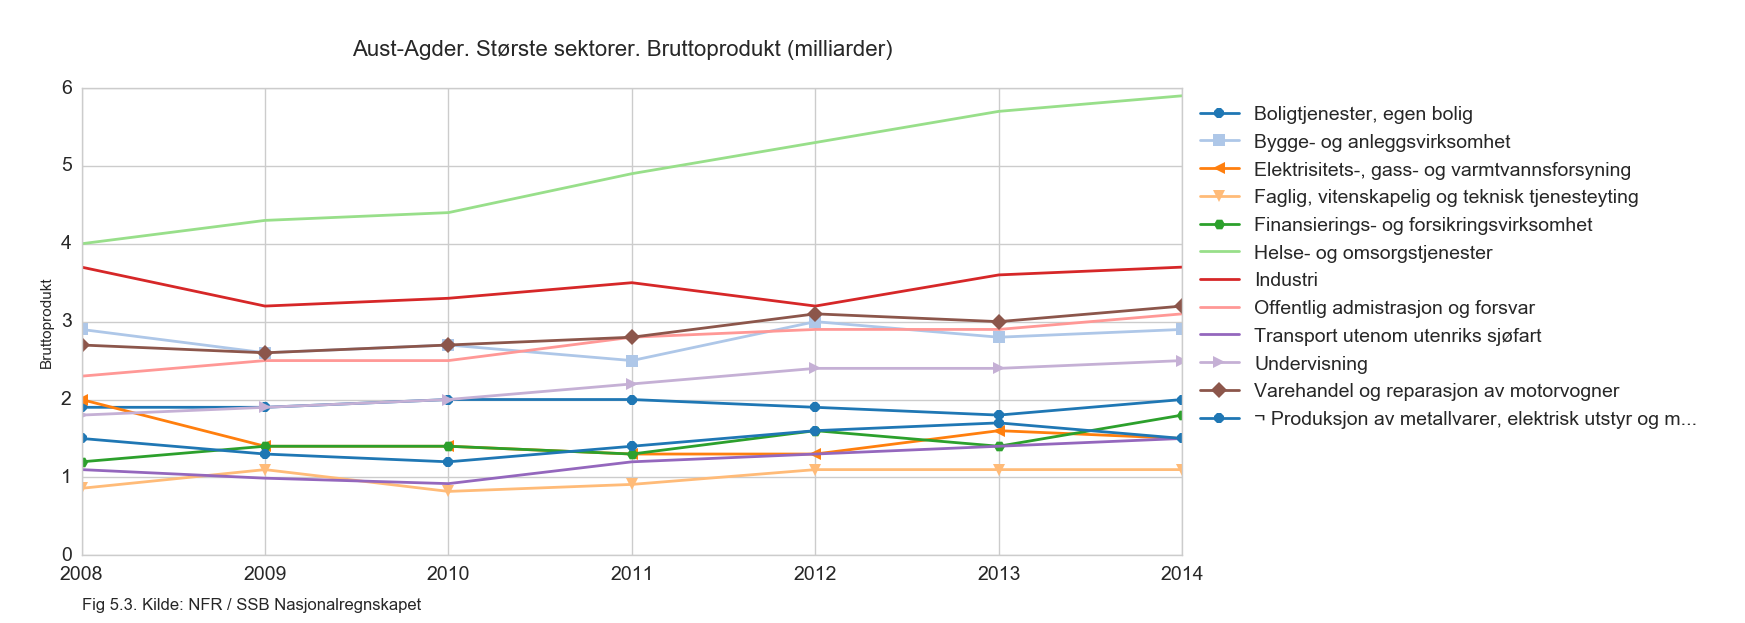 Aust-Agder. Største sektorer. Bruttoprodukt (milliarder)
6
5
4
3
2
1
0
Bruttoprodukt
2008 2009 2010 2011 2012 2013 2014
Boligtjenester, egen bolig
Bygge- og anleggsvirksomhet
Elektrisitets-, gass- og varmtvannsforsyning
Faglig, vitenskapelig og teknisk tjenesteyting
Finansierings- og forsikringsvirksomhet
Helse- og omsorgstjenester
Industri
Offentlig admistrasjon og forsvar
Transport utenom utenriks sjøfart
Undervisning
Varehandel og reparasjon av motorvogner
¬ Produksjon av metallvarer, elektrisk utstyr og m...
Fig 5.3. Kilde: NFR / SSB Nasjonalregnskapet